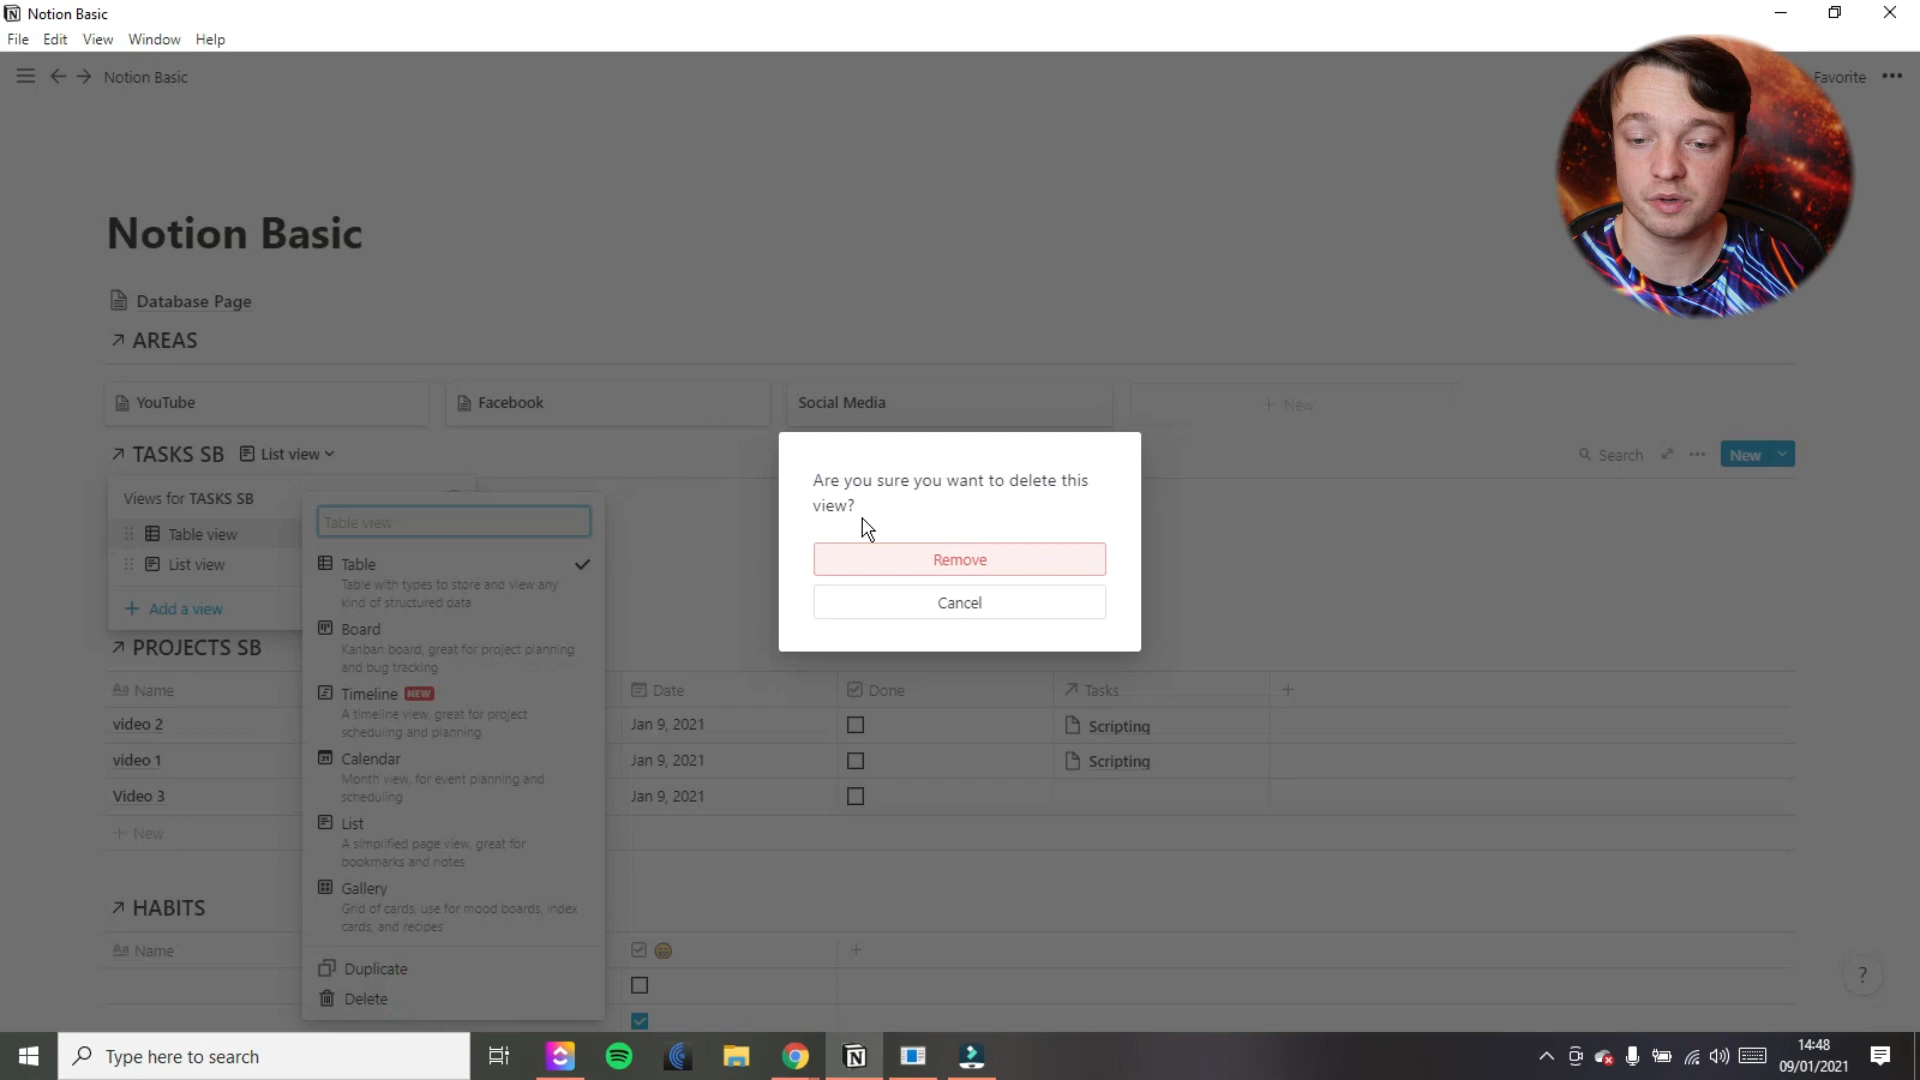 Notion Basic
File Edit View Window Help
Notion Basic
Favorite
Notion Basic
Database Page
AREAS
YouTube
Facebook
Social Media
+ New
TASKS SB
List view
Search
New
Views for TASKS SB
Table view
List view
+ Add a view
Table view
Table
Table with types to store and view any
kind of structured data
Board
Kanban board, great for project planning
and bug tracking
Timeline NEW
A timeline view, great for project
scheduling and planning
Calendar
Month view, for event planning and
scheduling
List
A simplified page view, great for
bookmarks and notes
Gallery
Grid of cards, use for mood boards, index
cards, and recipes
Duplicate
Delete
Are you sure you want to delete this
view?
Remove
Cancel
PROJECTS SB
Aa Name
Date
Done
Tasks
+
video 2
Jan 9, 2021
Scripting
video 1
Jan 9, 2021
Scripting
Video 3
Jan 9, 2021
+ New
HABITS
Aa Name
+
?
Type here to search
14:48
09/01/2021